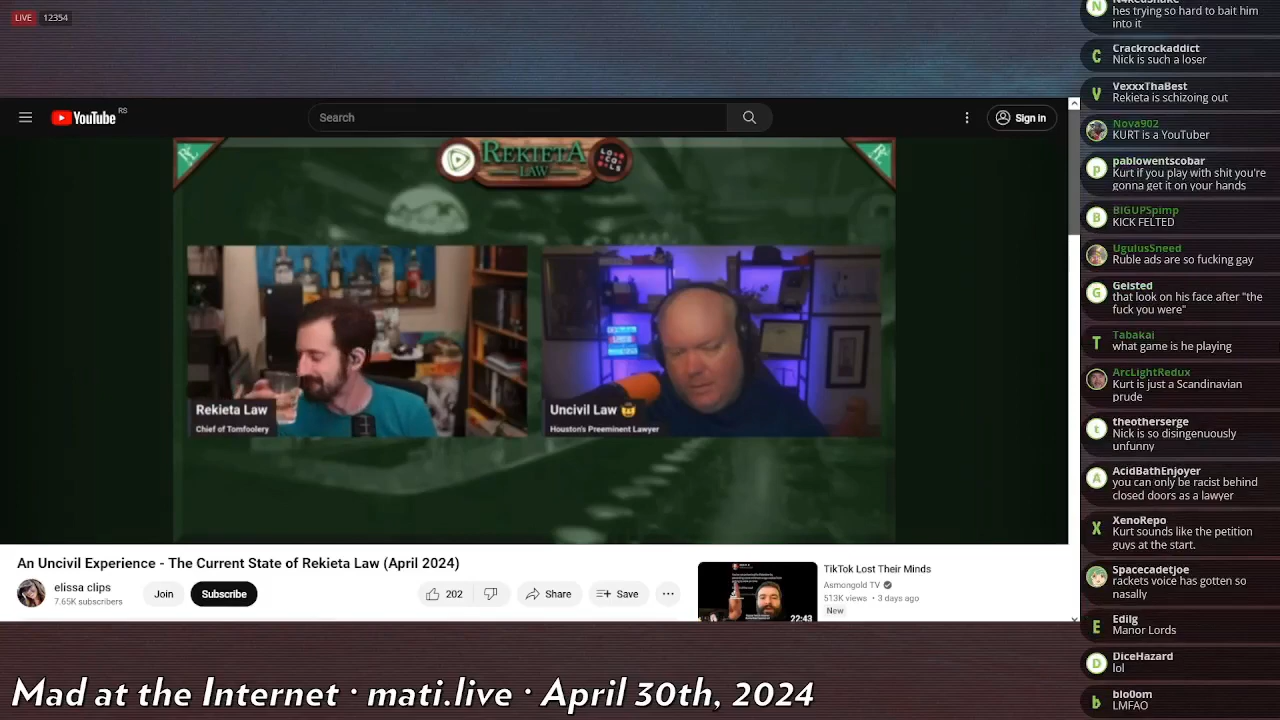 LIVE 12354
YouTube RS
Search
Sign in
REKIETA
LAW
LOCALS
Rekieta Law
Chief of Tomfoolery
Uncivil Law
Houston's Preeminent Lawyer
An Uncivil Experience - The Current State of Rekieta Law (April 2024)
elissa clips
7.65K subscribers
Join
Subscribe
202
Share
Save
22:43
TikTok Lost Their Minds
Asmongold TV
513K views • 3 days ago
New
Mad at the Internet · mati.live · April 30th, 2024
hes trying so hard to bait him
into it
Crackrockaddict
Nick is such a loser
VexxxThaBest
Rekieta is schizoing out
Nova902
KURT is a YouTuber
pablowentscobar
Kurt if you play with shit you're
gonna get it on your hands
BIGUPSpimp
KICK FELTED
UgulusSneed
Ruble ads are so fucking gay
Geisted
that look on his face after "the
fuck you were"
Tabakai
what game is he playing
ArcLightRedux
Kurt is just a Scandinavian
prude
theotherserge
Nick is so disingenuously
unfunny
AcidBathEnjoyer
you can only be racist behind
closed doors as a lawyer
XenoRepo
Kurt sounds like the petition
guys at the start.
Spacecadape
rackets voice has gotten so
nasally
Edilg
Manor Lords
DiceHazard
lol
blo0om
LMFAO